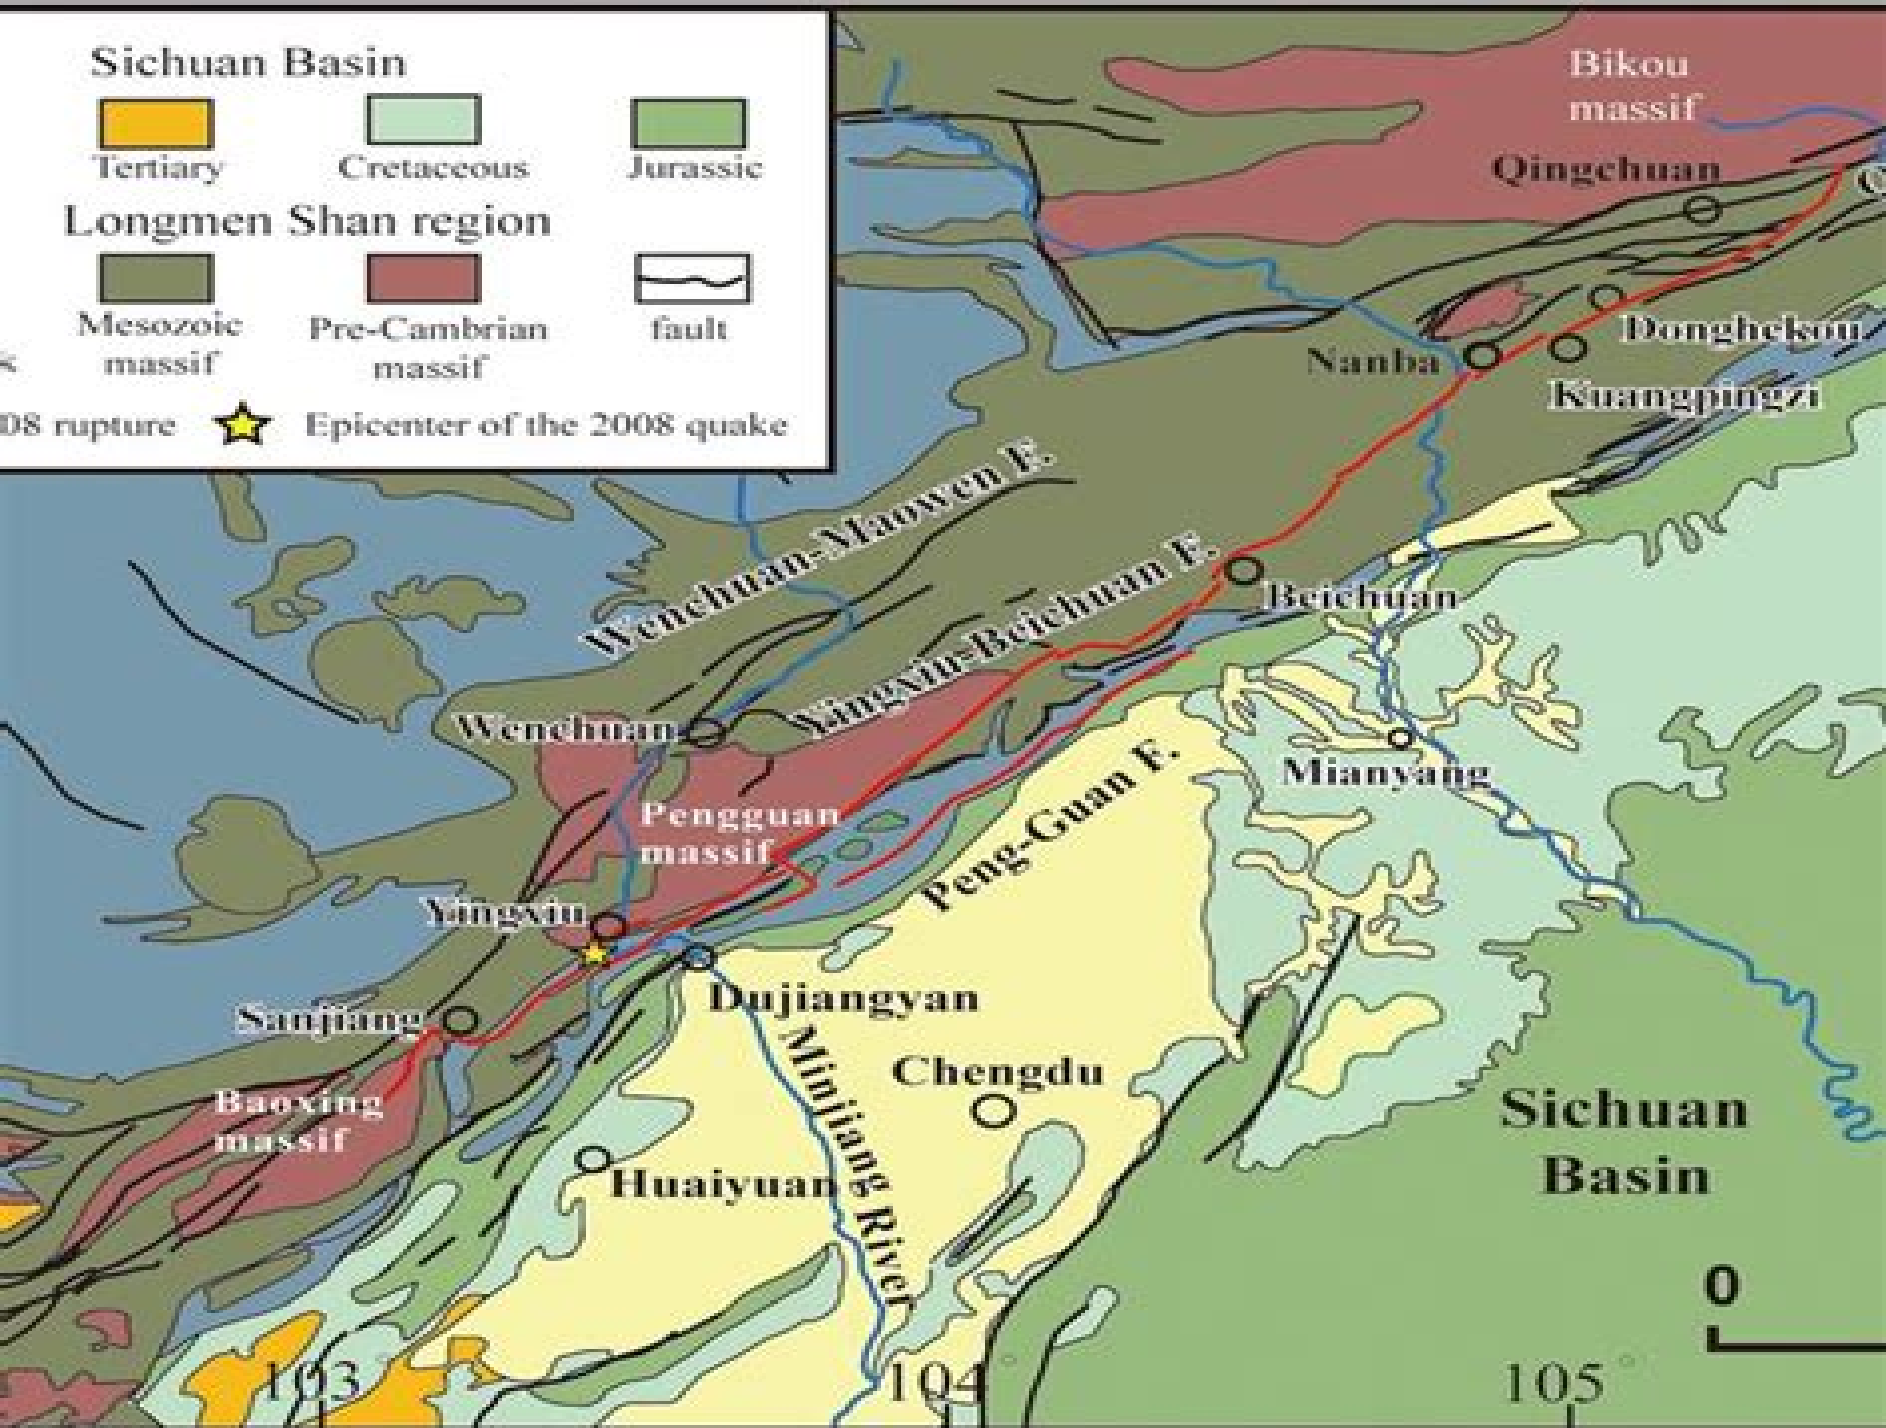 Sichuan Basin
Tertiary
Cretaceous
Jurassic
Longmen Shan region
Mesozoic
massif
Pre-Cambrian
massif
fault
08 rupture
Epicenter of the 2008 quake
Bikou
massif
Qingchuan
Donghekou
Nanba
Kuangpingzi
Wenchuan-Maowen F.
Yingxiu-Beichuan F.
Beichuan
Wenchuan
Mianyang
Peng-Guan F.
Pengguan
massif
Yingxiu
Dujiangyan
Sanjiang
Minjiang River
Chengdu
Baoxing
massif
Huaiyuan
Sichuan
Basin
0
103°
104°
105°